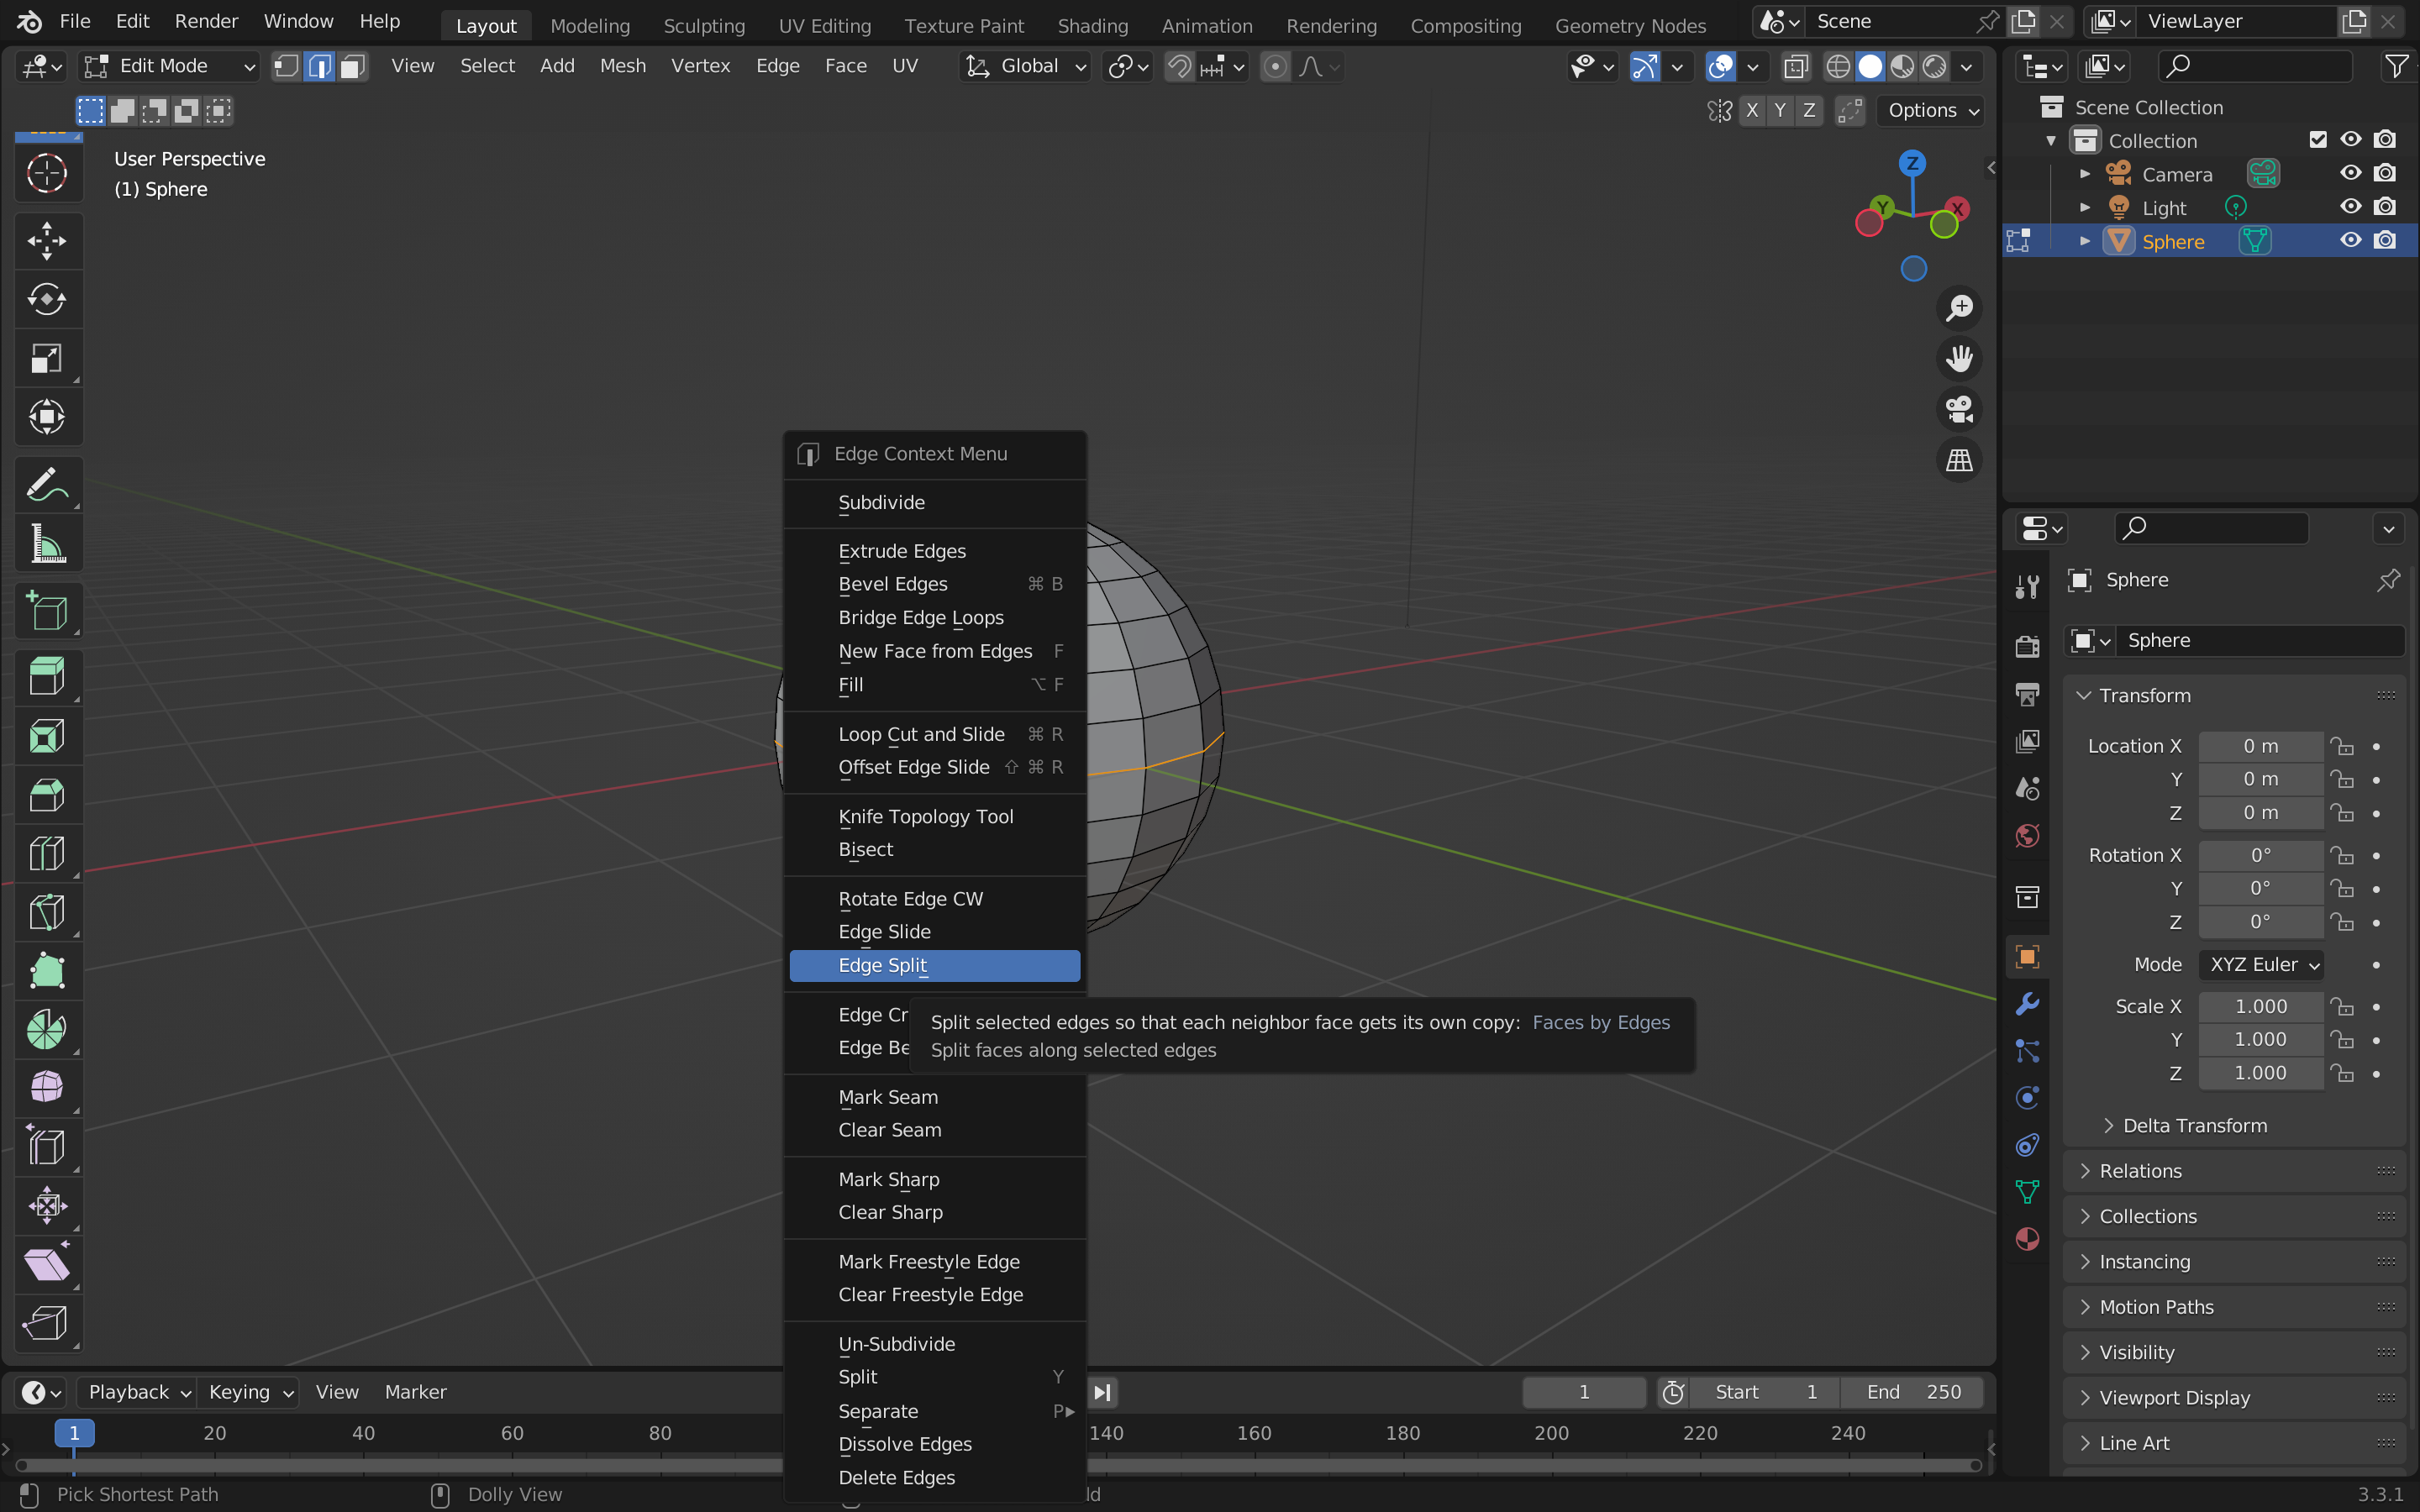 File Edit Render Window Help Layout Modeling Sculpting UV Editing Texture Paint Shading Animation Rendering Compositing Geometry Nodes Scene ViewLayer
Edit Mode View Select Add Mesh Vertex Edge Face UV Global
X Y Z Options
User Perspective
(1) Sphere
Z
Y X
Scene Collection
Collection
Camera
Light
Sphere
Edge Context Menu
Subdivide
Extrude Edges
Bevel Edges ⌘ B
Bridge Edge Loops
New Face from Edges F
Fill ⌥ F
Loop Cut and Slide ⌘ R
Offset Edge Slide ⇧ ⌘ R
Knife Topology Tool
Bisect
Rotate Edge CW
Edge Slide
Edge Split
Edge Cr
Edge Be
Split selected edges so that each neighbor face gets its own copy: Faces by Edges
Split faces along selected edges
Mark Seam
Clear Seam
Mark Sharp
Clear Sharp
Mark Freestyle Edge
Clear Freestyle Edge
Un-Subdivide
Split Y
Separate P
Dissolve Edges
Delete Edges
Sphere
Sphere
Transform
Location X 0 m
Y 0 m
Z 0 m
Rotation X 0°
Y 0°
Z 0°
Mode XYZ Euler
Scale X 1.000
Y 1.000
Z 1.000
Delta Transform
Relations
Collections
Instancing
Motion Paths
Visibility
Viewport Display
Line Art
Playback Keying View Marker 1 Start 1 End 250
1 20 40 60 80 140 160 180 200 220 240
Pick Shortest Path Dolly View ld 3.3.1